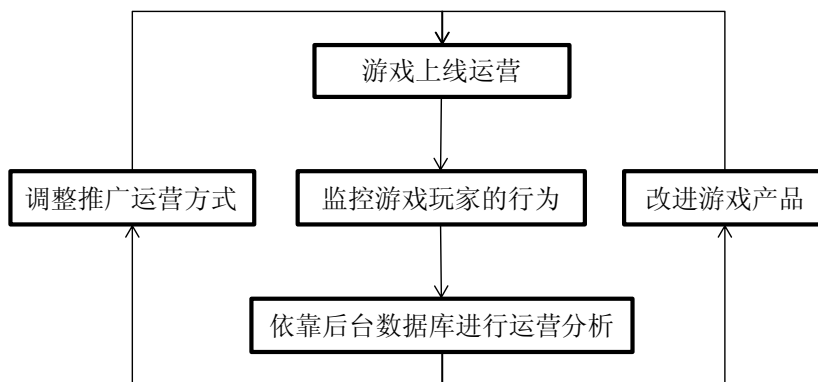 游戏上线运营
调整推广运营方式
监控游戏玩家的行为
改进游戏产品
依靠后台数据库进行运营分析